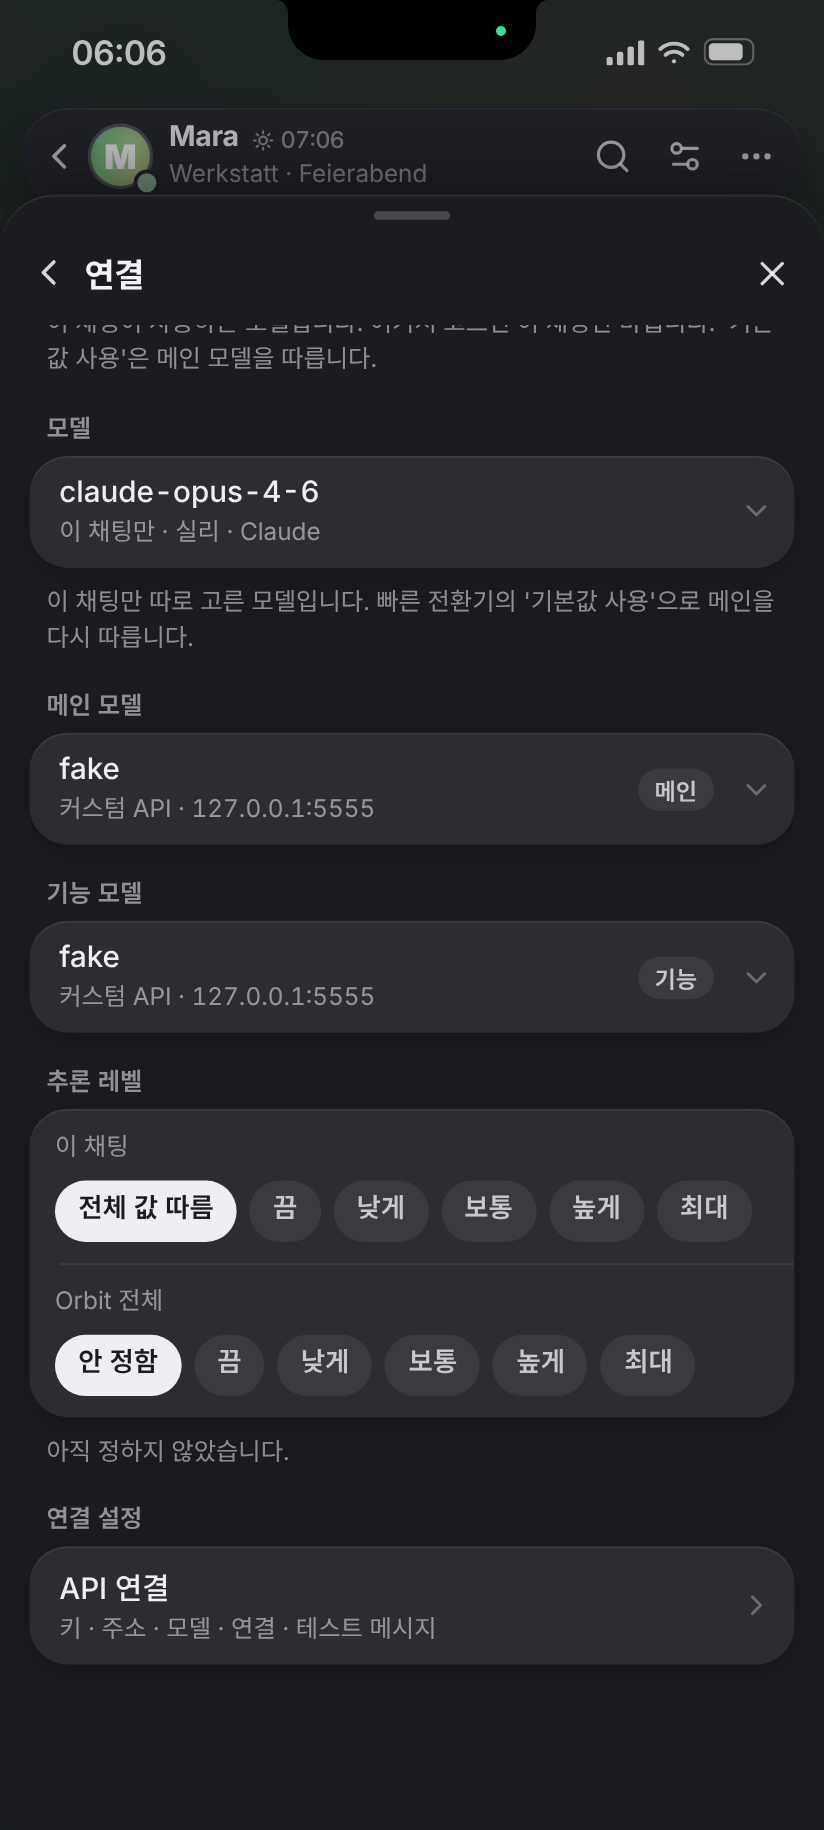 06:06
Mara 07:06
M
Werkstatt · Feierabend
연결
값 사용'은 메인 모델을 따릅니다.
모델
claude-opus-4-6
이 채팅만 · 실리 · Claude
이 채팅만 따로 고른 모델입니다. 빠른 전환기의 '기본값 사용'으로 메인을
다시 따릅니다.
메인 모델
fake
커스텀 API · 127.0.0.1:5555
메인
기능 모델
fake
커스텀 API · 127.0.0.1:5555
기능
추론 레벨
이 채팅
전체 값 따름 끔 낮게 보통 높게 최대
Orbit 전체
안 정함 끔 낮게 보통 높게 최대
아직 정하지 않았습니다.
연결 설정
API 연결
키 · 주소 · 모델 · 연결 · 테스트 메시지